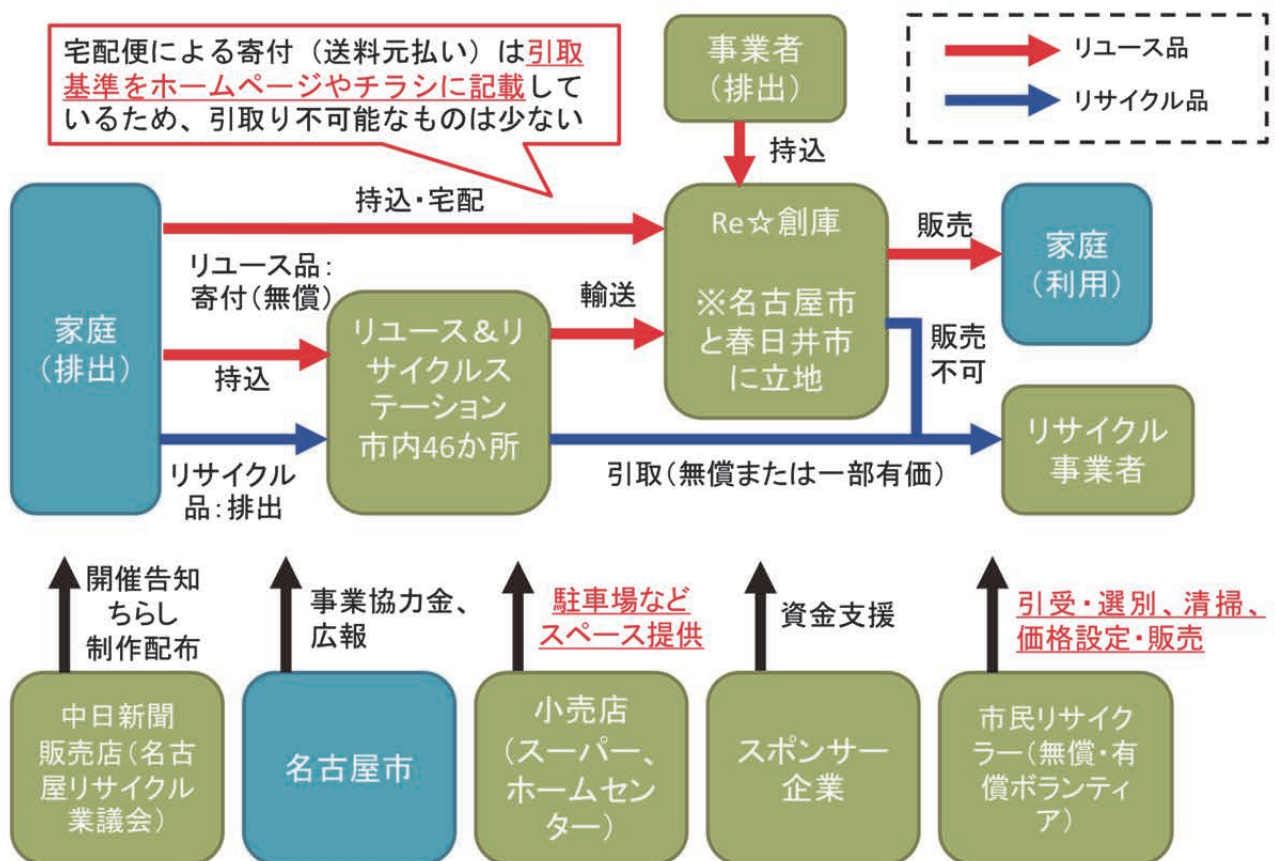 宅配便による寄付（送料元払い）は引取
基準をホームページやチラシに記載して
いるため、引取り不可能なものは少ない
事業者
（排出）
リユース品
リサイクル品
持込
家庭
（排出）
持込・宅配
リユース品：
寄付（無償）
持込
リサイクル
品：排出
リユース＆リ
サイクルス
テーション
市内46か所
輸送
Re☆創庫
※名古屋市
と春日井市
に立地
販売
家庭
（利用）
販売
不可
引取（無償または一部有価）
リサイクル
事業者
開催告知
ちらし
制作配布
事業協力金、
広報
駐車場など
スペース提供
資金支援
引受・選別、清掃、
価格設定・販売
中日新聞
販売店（名古
屋リサイクル
業議会）
名古屋市
小売店
（スーパー、
ホームセン
ター）
スポンサー
企業
市民リサイク
ラー（無償・有
償ボランティ
ア）